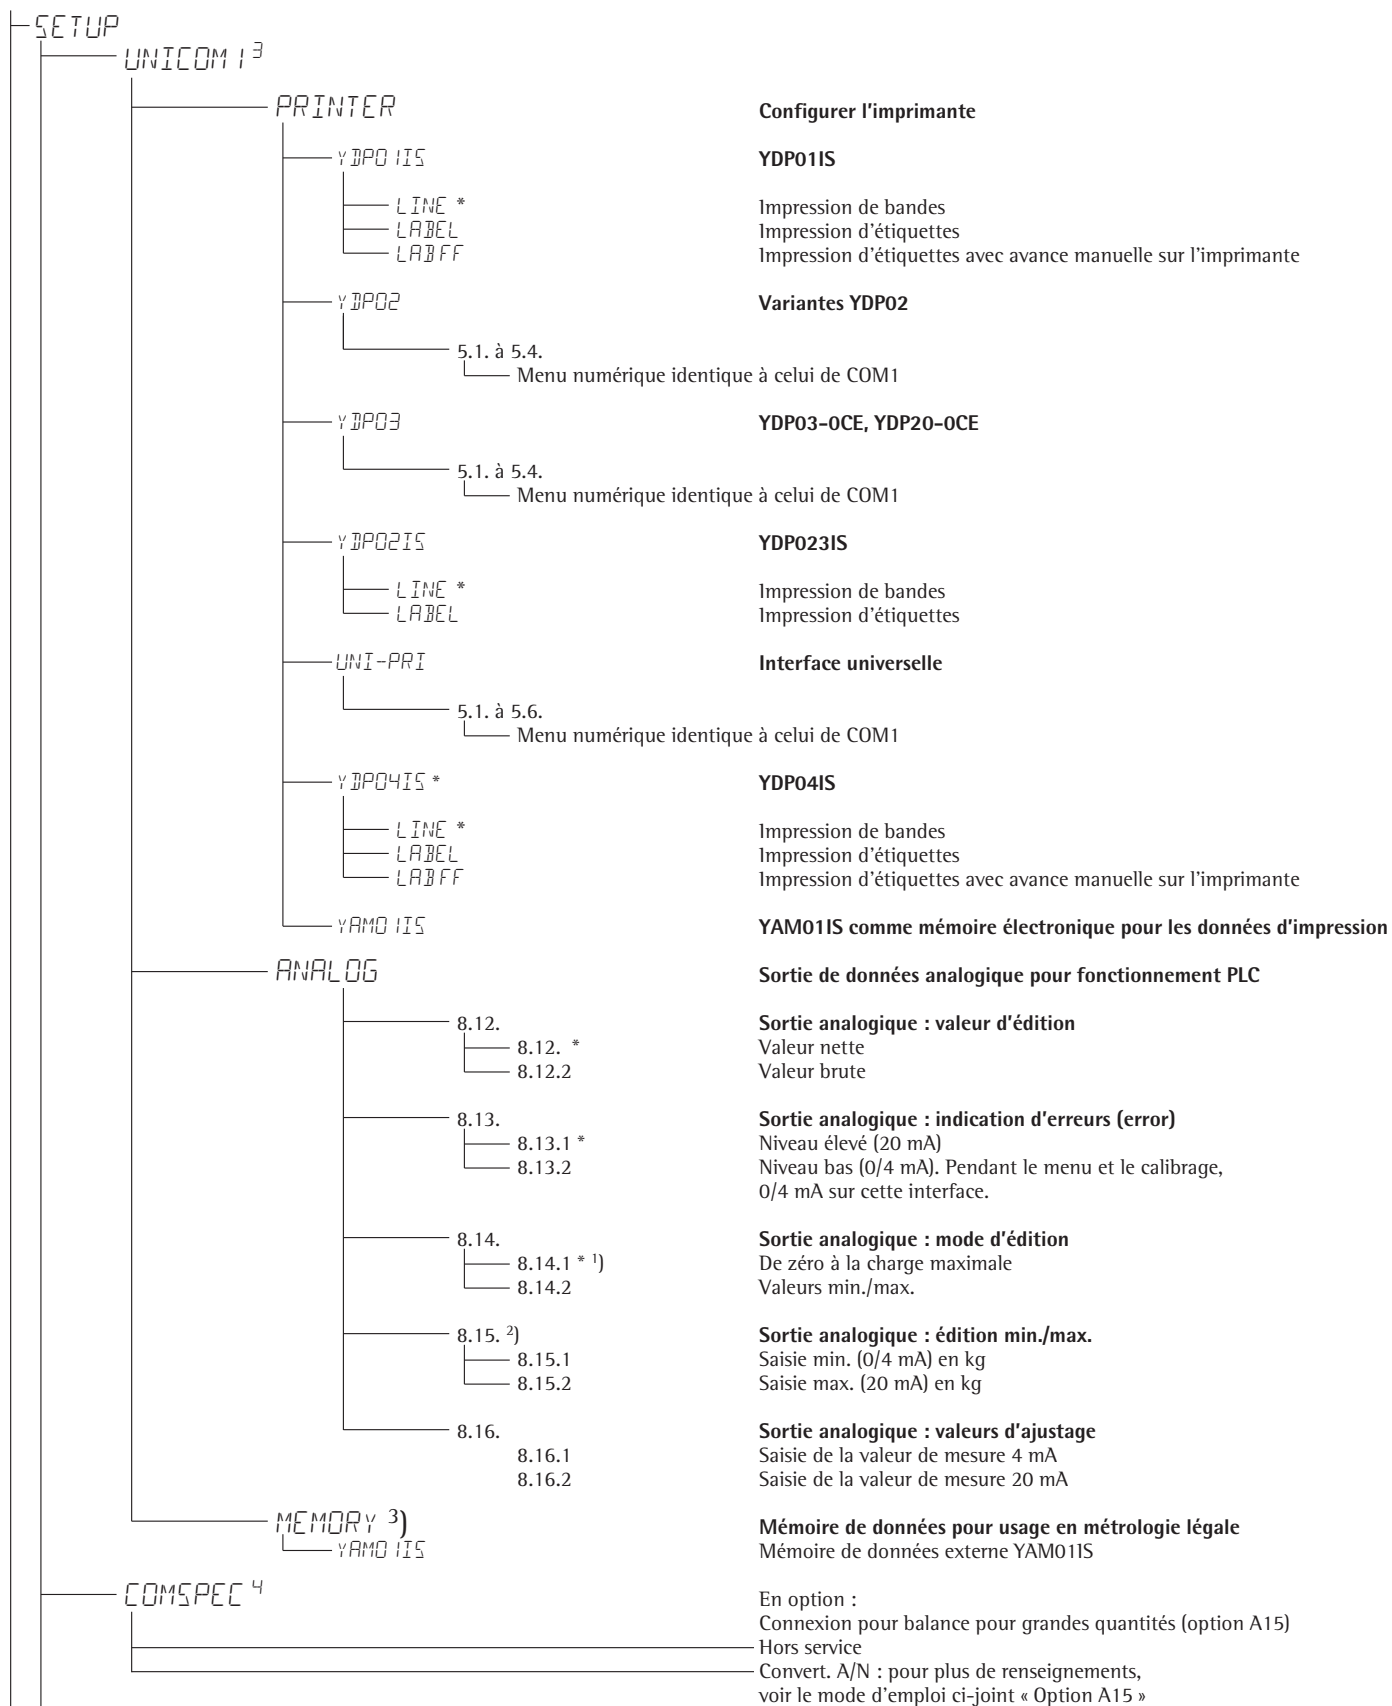 SETUP
UNICOM1 3
PRINTER Configurer l'imprimante
YDP01IS YDP01IS
LINE * Impression de bandes
LABEL Impression d'étiquettes
LABFF Impression d'étiquettes avec avance manuelle sur l'imprimante
YDP02 Variantes YDP02
5.1. à 5.4.
Menu numérique identique à celui de COM1
YDP03 YDP03-0CE, YDP20-0CE
5.1. à 5.4.
Menu numérique identique à celui de COM1
YDP02IS YDP023IS
LINE * Impression de bandes
LABEL Impression d'étiquettes
UNI-PRI Interface universelle
5.1. à 5.6.
Menu numérique identique à celui de COM1
YDP04IS * YDP04IS
LINE * Impression de bandes
LABEL Impression d'étiquettes
LABFF Impression d'étiquettes avec avance manuelle sur l'imprimante
YAM01IS YAM01IS comme mémoire électronique pour les données d'impression
ANALOG Sortie de données analogique pour fonctionnement PLC
8.12. Sortie analogique : valeur d'édition
8.12. * Valeur nette
8.12.2 Valeur brute
8.13. Sortie analogique : indication d'erreurs (error)
8.13.1 * Niveau élevé (20 mA)
8.13.2 Niveau bas (0/4 mA). Pendant le menu et le calibrage,
0/4 mA sur cette interface.
8.14. Sortie analogique : mode d'édition
8.14.1 * 1) De zéro à la charge maximale
8.14.2 Valeurs min./max.
8.15. 2) Sortie analogique : édition min./max.
8.15.1 Saisie min. (0/4 mA) en kg
8.15.2 Saisie max. (20 mA) en kg
8.16. Sortie analogique : valeurs d'ajustage
8.16.1 Saisie de la valeur de mesure 4 mA
8.16.2 Saisie de la valeur de mesure 20 mA
MEMORY 3) Mémoire de données pour usage en métrologie légale
YAM01IS Mémoire de données externe YAM01IS
COMSPEC 4 En option :
Connexion pour balance pour grandes quantités (option A15)
Hors service
Convert. A/N : pour plus de renseignements,
voir le mode d'emploi ci-joint « Option A15 »